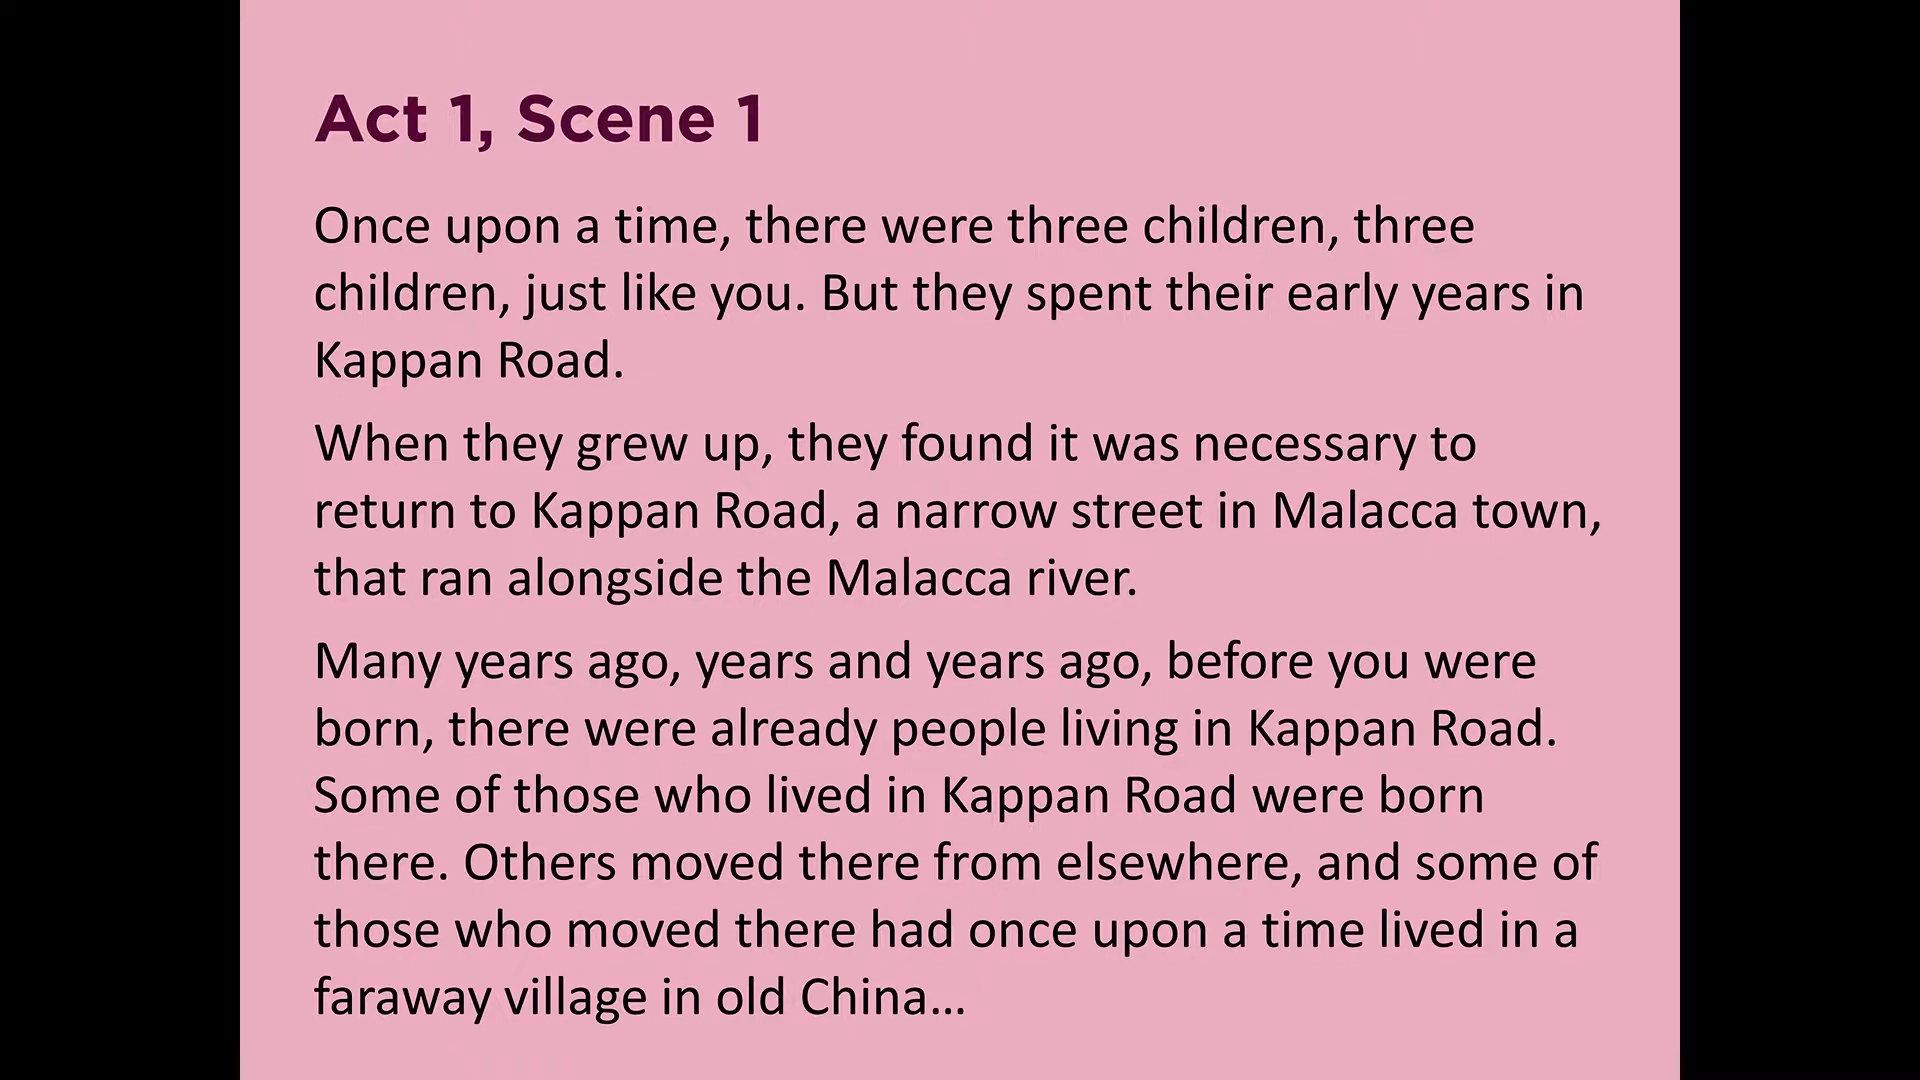 Act 1, Scene 1
Once upon a time, there were three children, three
children, just like you. But they spent their early years in
Kappan Road.
When they grew up, they found it was necessary to
return to Kappan Road, a narrow street in Malacca town,
that ran alongside the Malacca river.
Many years ago, years and years ago, before you were
born, there were already people living in Kappan Road.
Some of those who lived in Kappan Road were born
there. Others moved there from elsewhere, and some of
those who moved there had once upon a time lived in a
faraway village in old China…